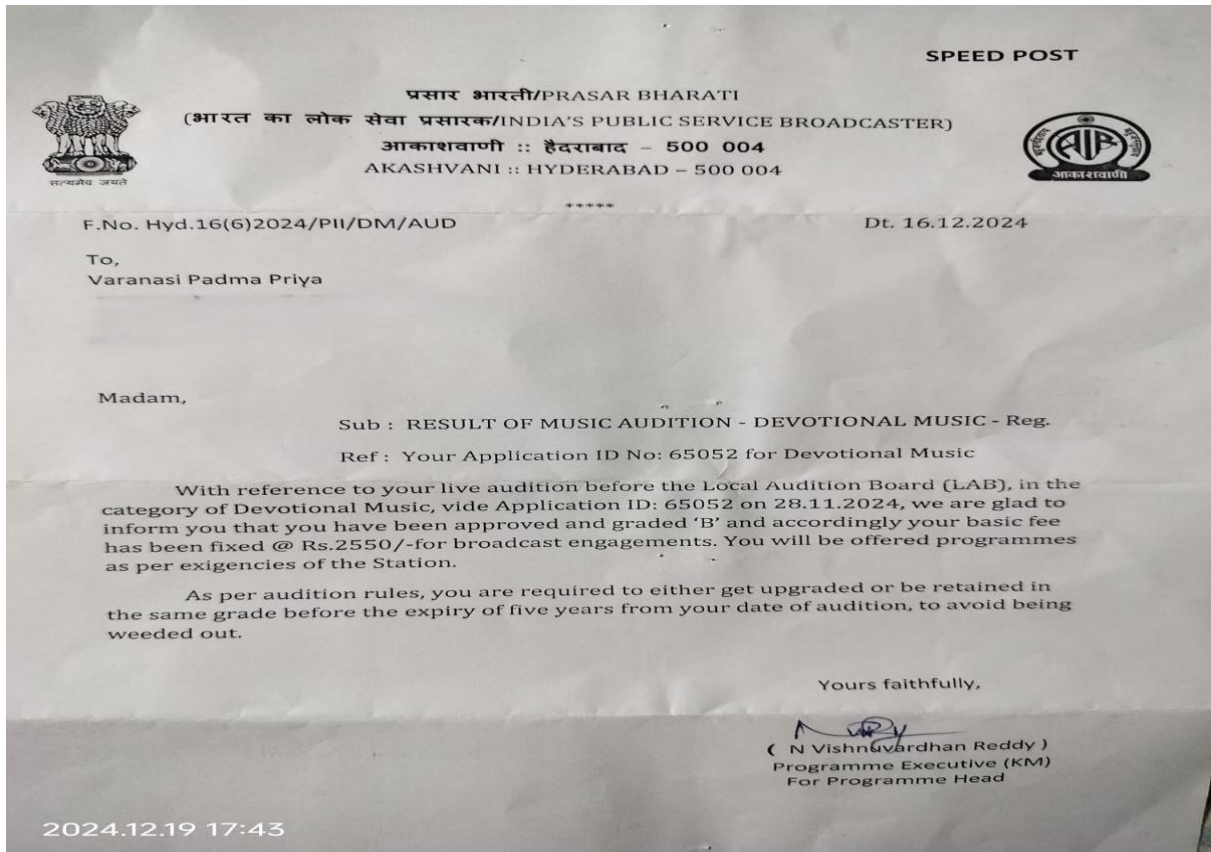 SPEED POST
प्रसार भारती/PRASAR BHARATI
(भारत का लोक सेवा प्रसारक/INDIA'S PUBLIC SERVICE BROADCASTER)
आकाशवाणी :: हैदराबाद – 500 004
AKASHVANI :: HYDERABAD – 500 004
सत्यमेव जयते
AIR
आकाशवाणी
*****
F.No. Hyd.16(6)2024/PII/DM/AUD
Dt. 16.12.2024
To,
Varanasi Padma Priya
Madam,
Sub : RESULT OF MUSIC AUDITION - DEVOTIONAL MUSIC - Reg.
Ref : Your Application ID No: 65052 for Devotional Music
With reference to your live audition before the Local Audition Board (LAB), in the
category of Devotional Music, vide Application ID: 65052 on 28.11.2024, we are glad to
inform you that you have been approved and graded 'B' and accordingly your basic fee
has been fixed @ Rs.2550/-for broadcast engagements. You will be offered programmes
as per exigencies of the Station.
As per audition rules, you are required to either get upgraded or be retained in
the same grade before the expiry of five years from your date of audition, to avoid being
weeded out.
Yours faithfully,
( N Vishnuvardhan Reddy )
Programme Executive (KM)
For Programme Head
2024.12.19 17:43